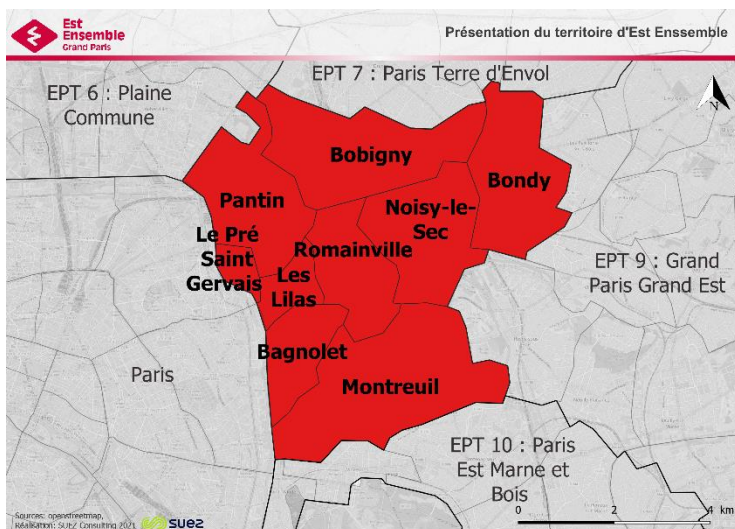 Est
Ensemble
Grand Paris
Présentation du territoire d'Est Enssemble
EPT 7 : Paris Terre d'Envol
EPT 6 : Plaine
Commune
N
Bobigny
Bondy
Pantin
Noisy-le-
Sec
Le Pré
Saint
Gervais
Romainville
Les
Lilas
EPT 9 : Grand
Paris Grand Est
Bagnolet
Paris
Montreuil
EPT 10 : Paris
Est Marne et
Bois
Sources: openstreetmap,
Réalisation: SUEZ Consulting 2021
suez
0 2 4 km